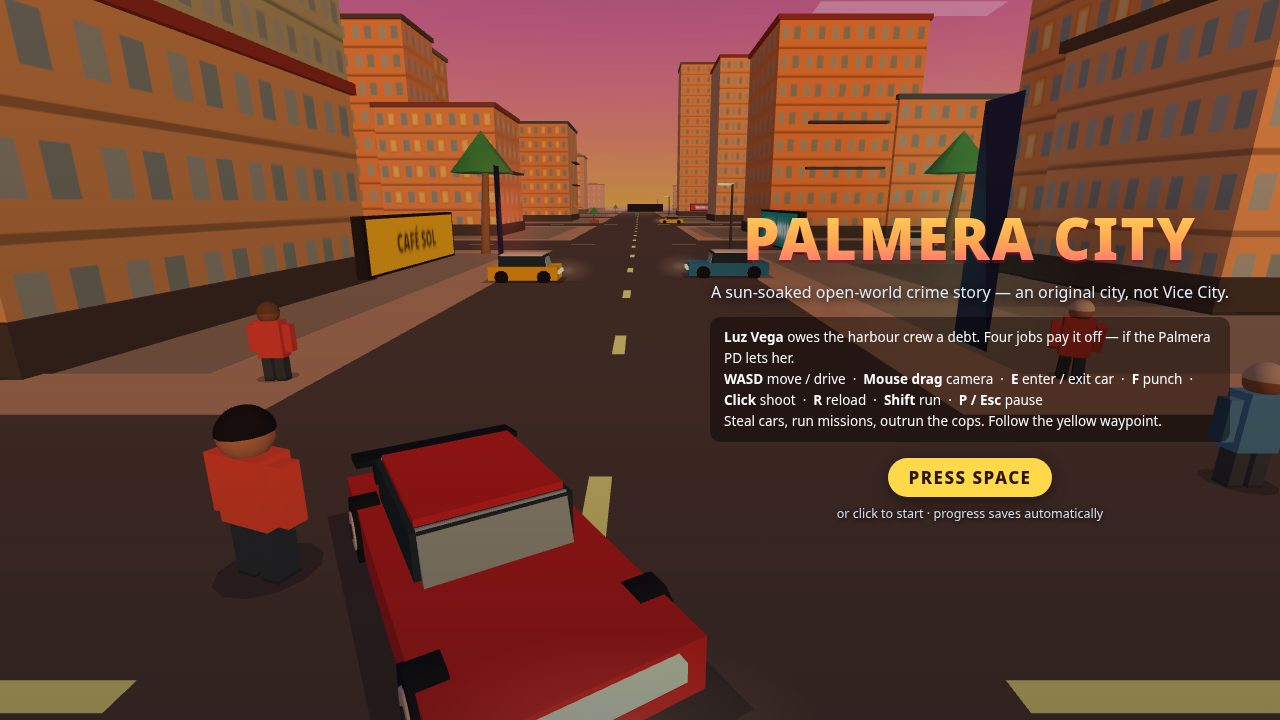 CAFÉ SOL
PALMERA CITY
A sun-soaked open-world crime story — an original city, not Vice City.
Luz Vega owes the harbour crew a debt. Four jobs pay it off — if the Palmera
PD lets her.
WASD move / drive · Mouse drag camera · E enter / exit car · F punch ·
Click shoot · R reload · Shift run · P / Esc pause
Steal cars, run missions, outrun the cops. Follow the yellow waypoint.
PRESS SPACE
or click to start · progress saves automatically